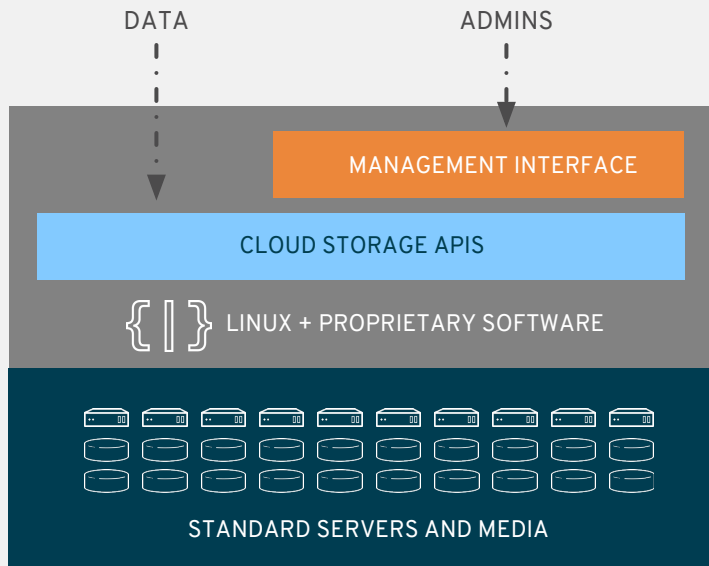 DATA
ADMINS
MANAGEMENT INTERFACE
CLOUD STORAGE APIS
{|} LINUX + PROPRIETARY SOFTWARE
STANDARD SERVERS AND MEDIA